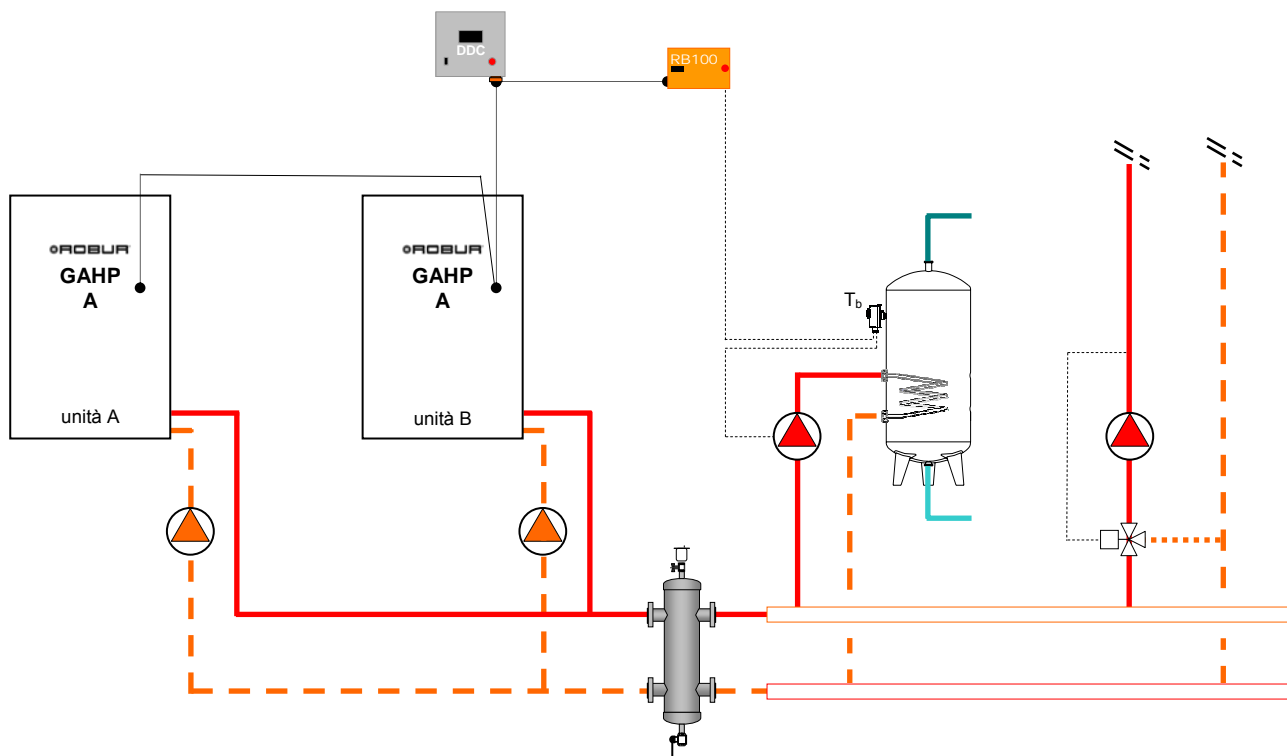 DDC
RB100
ROBUR
GAHP
A
unità A
ROBUR
GAHP
A
unità B
Tb